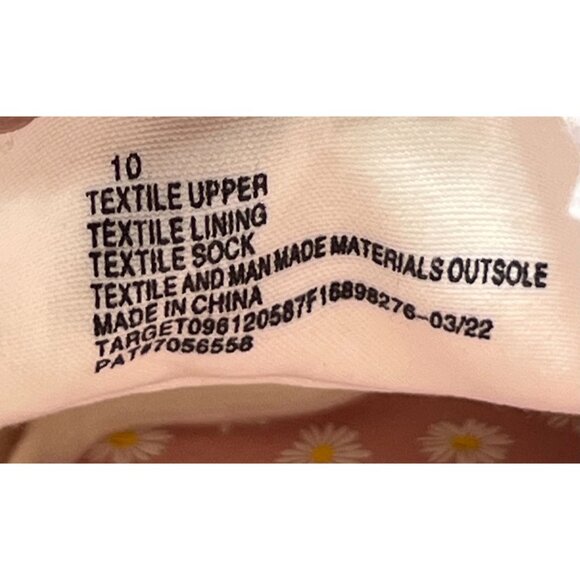 10
TEXTILE UPPER
TEXTILE LINING
TEXTILE SOCK
TEXTILE AND MAN MADE MATERIALS OUTSOLE
MADE IN CHINA
TARGET096120587F16898276-03/22
PAT#7056558